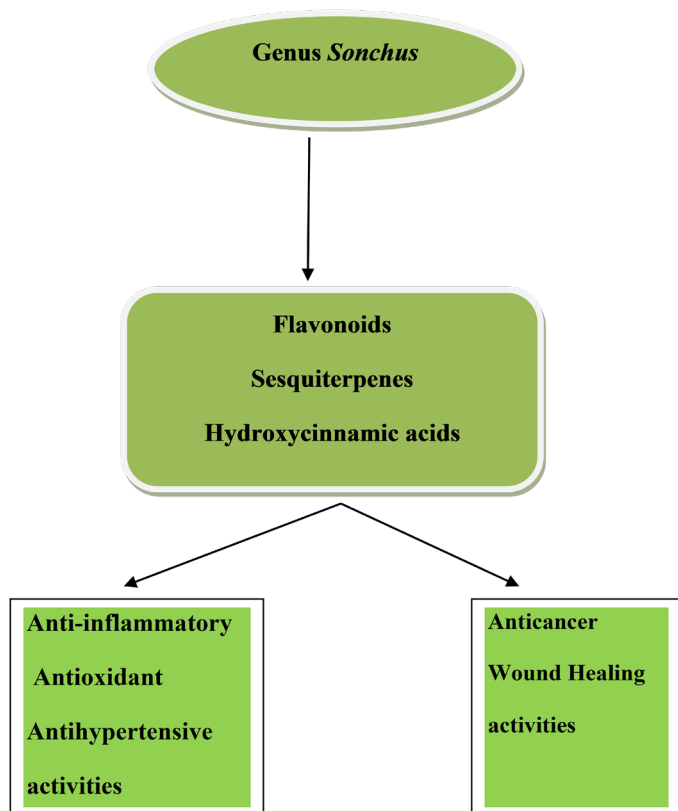 Genus Sonchus
Flavonoids
Sesquiterpenes
Hydroxycinnamic acids
Anti-inflammatory
Antioxidant
Antihypertensive
activities
Anticancer
Wound Healing
activities